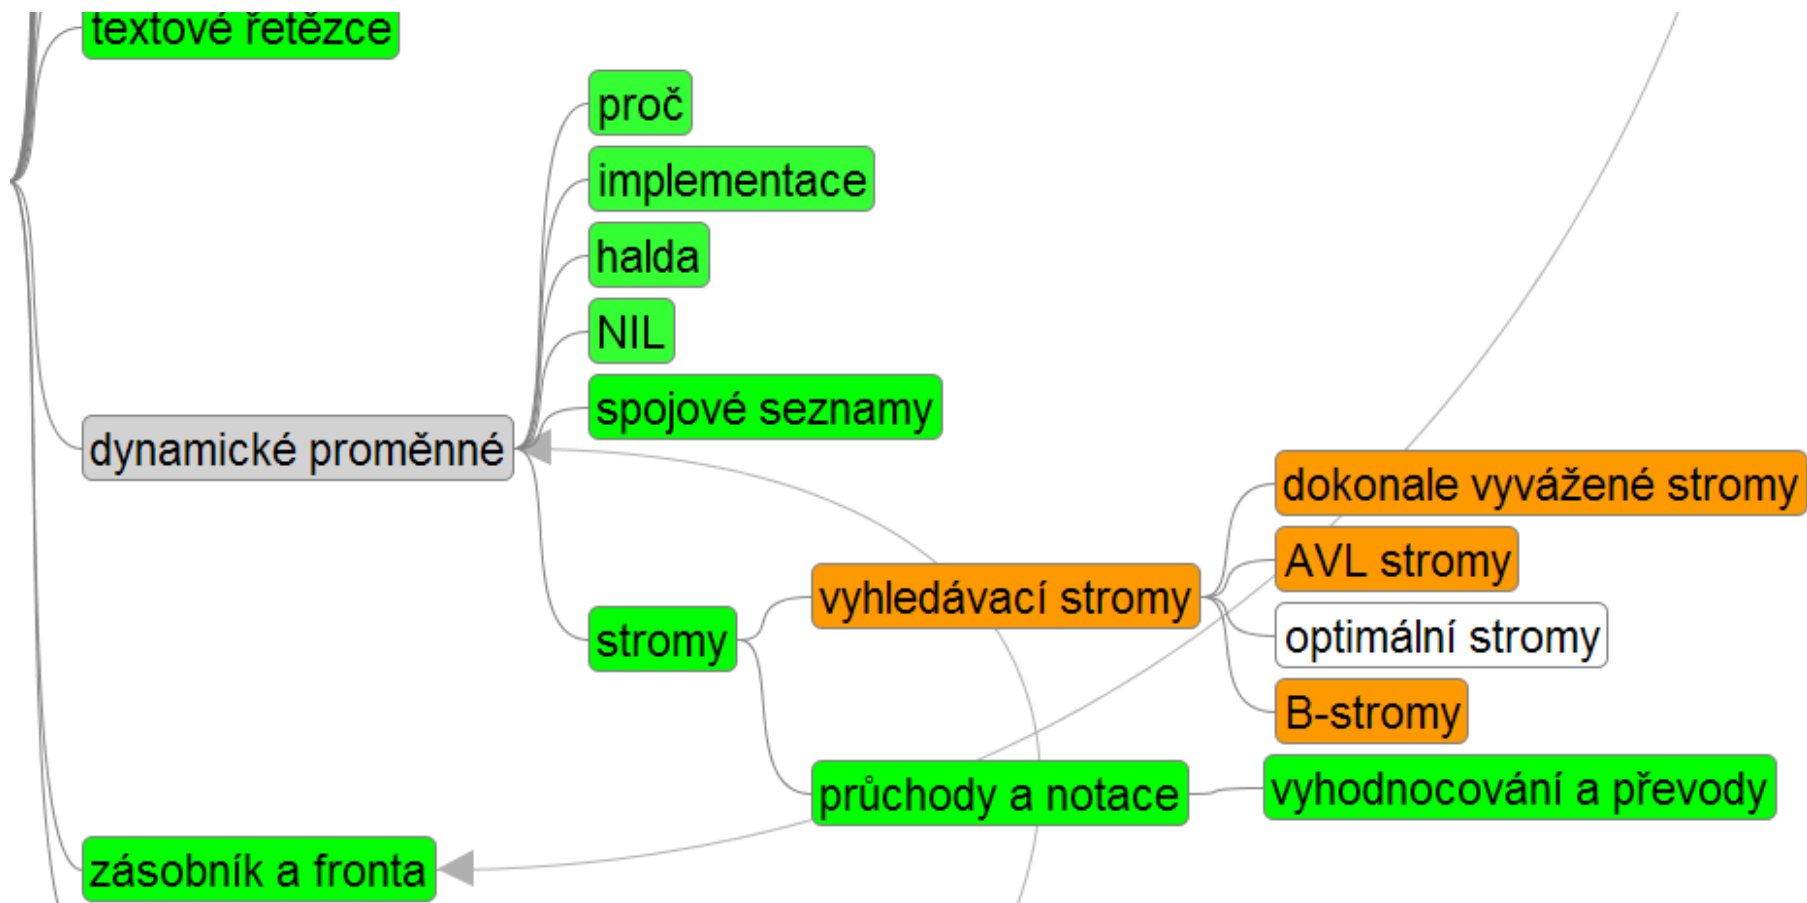 textové řetězce
proč
implementace
halda
NIL
spojové seznamy
dynamické proměnné
dokonale vyvážené stromy
AVL stromy
vyhledávací stromy
optimální stromy
stromy
B-stromy
průchody a notace
vyhodnocování a převody
zásobník a fronta